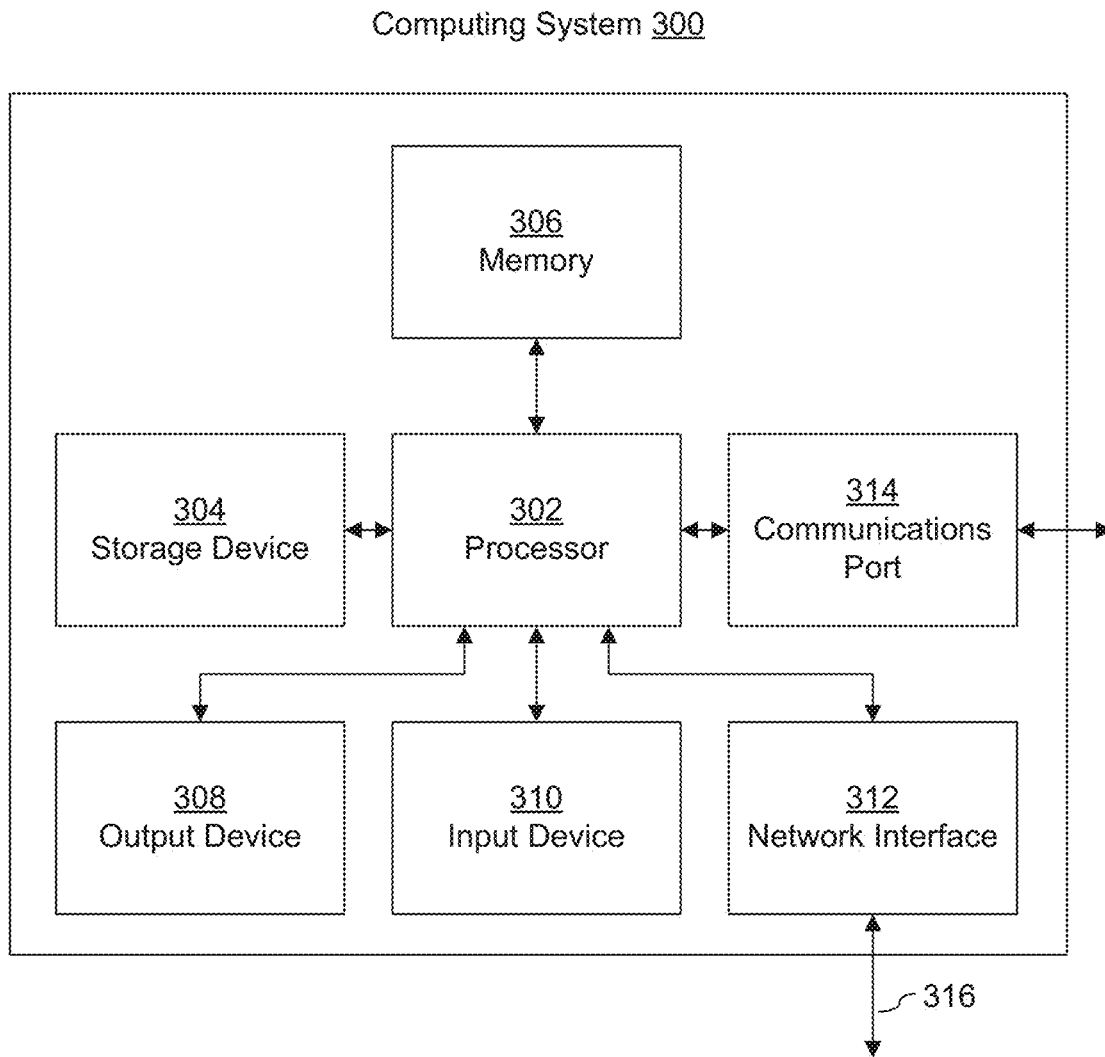 Computing System 300
306
Memory
304
Storage Device
302
Processor
314
Communications
Port
308
Output Device
310
Input Device
312
Network Interface
316